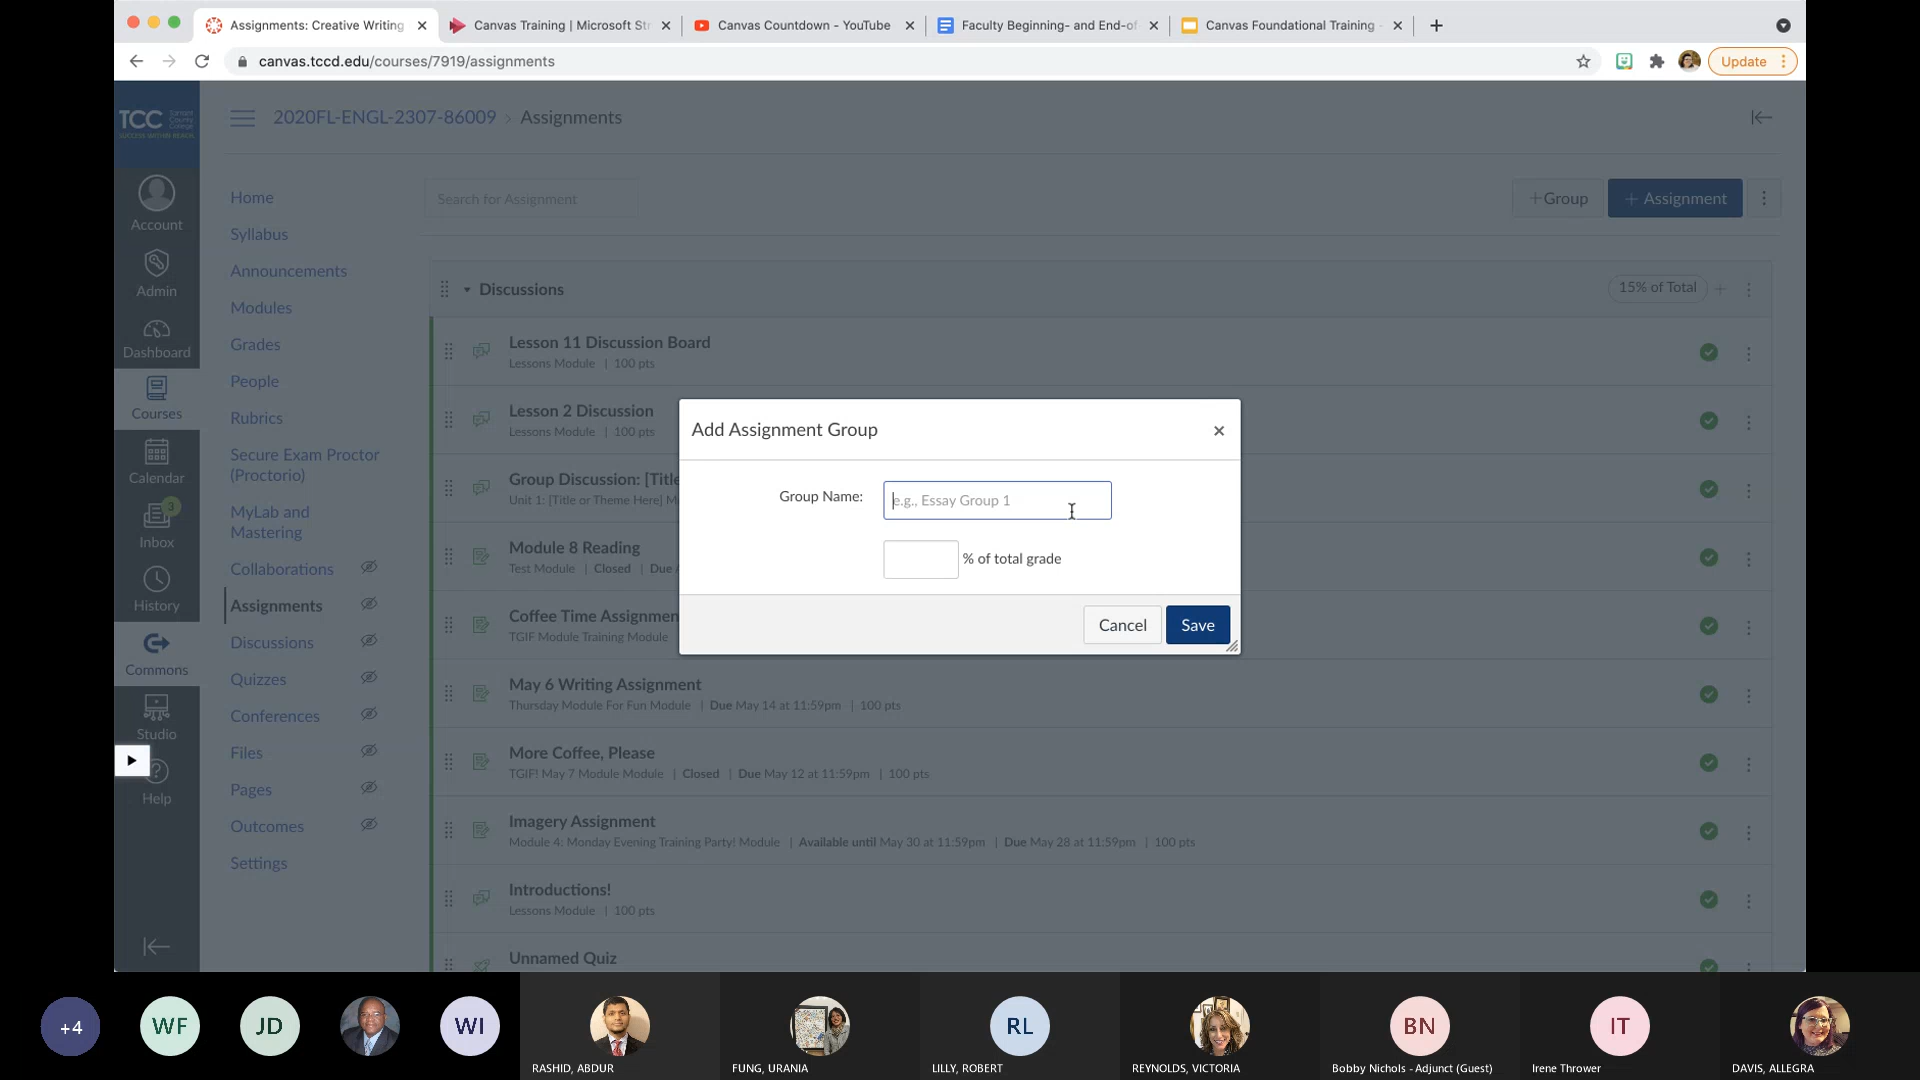 Assignments: Creative Writing
Canvas Training | Microsoft Str
Canvas Countdown - YouTube
Faculty Beginning- and End-of
Canvas Foundational Training -
canvas.tccd.edu/courses/7919/assignments
Update
TCC
Tarrant County College
SUCCESS WITHIN REACH.
2020FL-ENGL-2307-86009 › Assignments
Account
Admin
Dashboard
Courses
Calendar
3
Inbox
History
Commons
Studio
Help
Home
Syllabus
Announcements
Modules
Grades
People
Rubrics
Secure Exam Proctor
(Proctorio)
MyLab and
Mastering
Collaborations
Assignments
Discussions
Quizzes
Conferences
Files
Pages
Outcomes
Settings
Search for Assignment
+Group
+ Assignment
Discussions
15% of Total
Lesson 11 Discussion Board
Lessons Module | 100 pts
Lesson 2 Discussion
Lessons Module | 100 pts
Group Discussion: [Title
Unit 1: [Title or Theme Here] M
Module 8 Reading
Test Module | Closed | Due
Coffee Time Assignmen
TGIF Module Training Module
May 6 Writing Assignment
Thursday Module For Fun Module | Due May 14 at 11:59pm | 100 pts
More Coffee, Please
TGIF! May 7 Module Module | Closed | Due May 12 at 11:59pm | 100 pts
Imagery Assignment
Module 4: Monday Evening Training Party! Module | Available until May 30 at 11:59pm | Due May 28 at 11:59pm | 100 pts
Introductions!
Lessons Module | 100 pts
Unnamed Quiz
Add Assignment Group
×
Group Name:
e.g., Essay Group 1
% of total grade
Cancel
Save
+4
WF
JD
WI
RL
BN
IT
RASHID, ABDUR
FUNG, URANIA
LILLY, ROBERT
REYNOLDS, VICTORIA
Bobby Nichols - Adjunct (Guest)
Irene Thrower
DAVIS, ALLEGRA